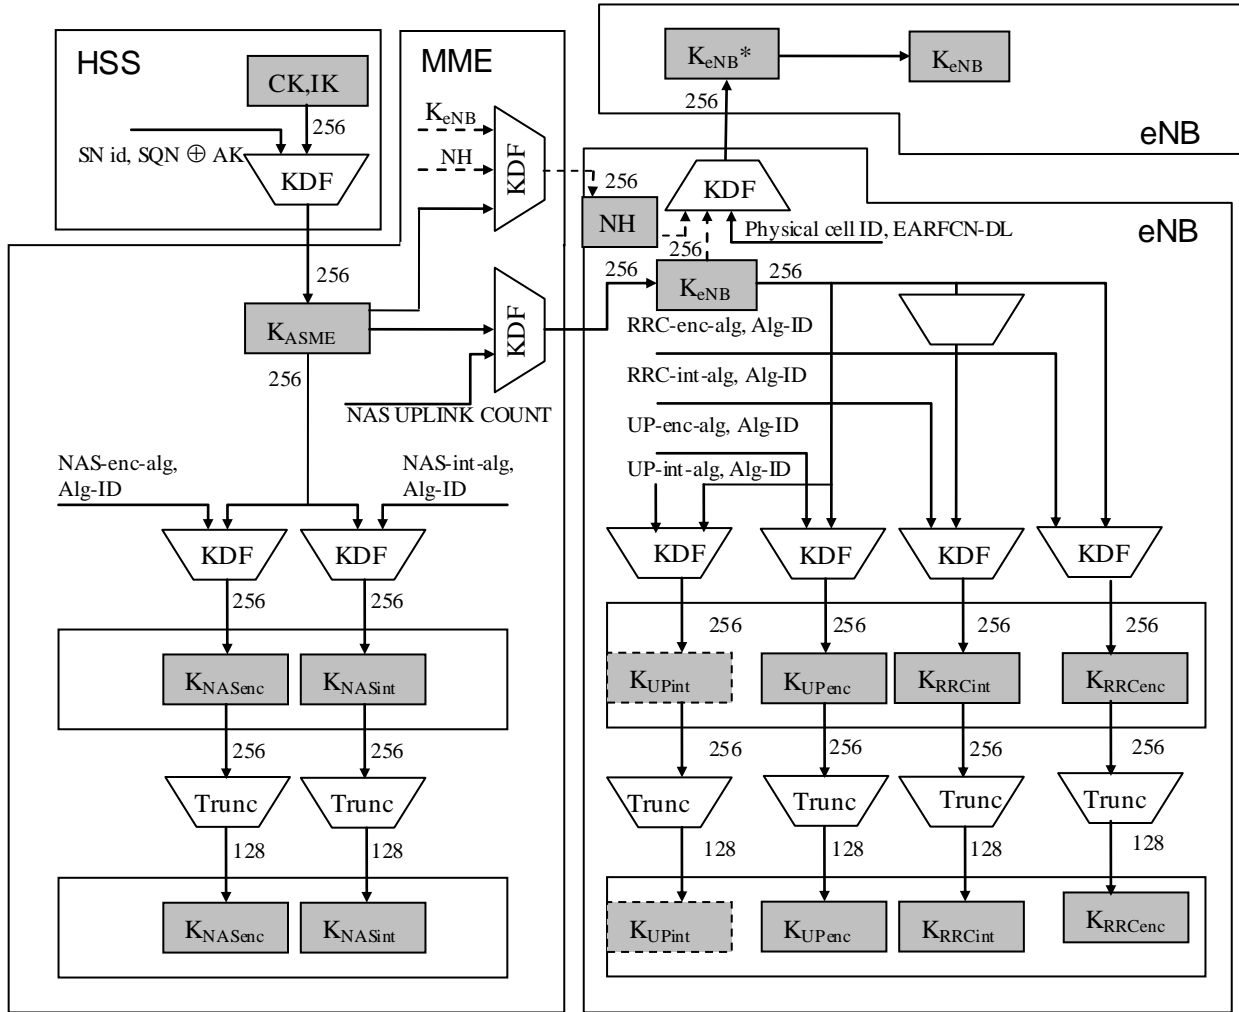 HSS
CK,IK
256
SN id, SQN ⊕ AK
KDF
256
MME
K_eNB
NH
KDF
K_eNB*
K_eNB
256
eNB
KDF
256
NH
Physical cell ID, EARFCN-DL
eNB
256
256
K_eNB
256
K_ASME
KDF
256
NAS UPLINK COUNT
RRC-enc-alg, Alg-ID
RRC-int-alg, Alg-ID
UP-enc-alg, Alg-ID
UP-int-alg, Alg-ID
NAS-enc-alg,
Alg-ID
NAS-int-alg,
Alg-ID
KDF KDF
256 256
K_NASenc K_NASint
256 256
Trunc Trunc
128 128
K_NASenc K_NASint
KDF KDF KDF KDF
256 256 256 256
K_UPint K_UPenc K_RRCint K_RRCenc
256 256 256 256
Trunc Trunc Trunc Trunc
128 128 128 128
K_UPint K_UPenc K_RRCint K_RRCenc